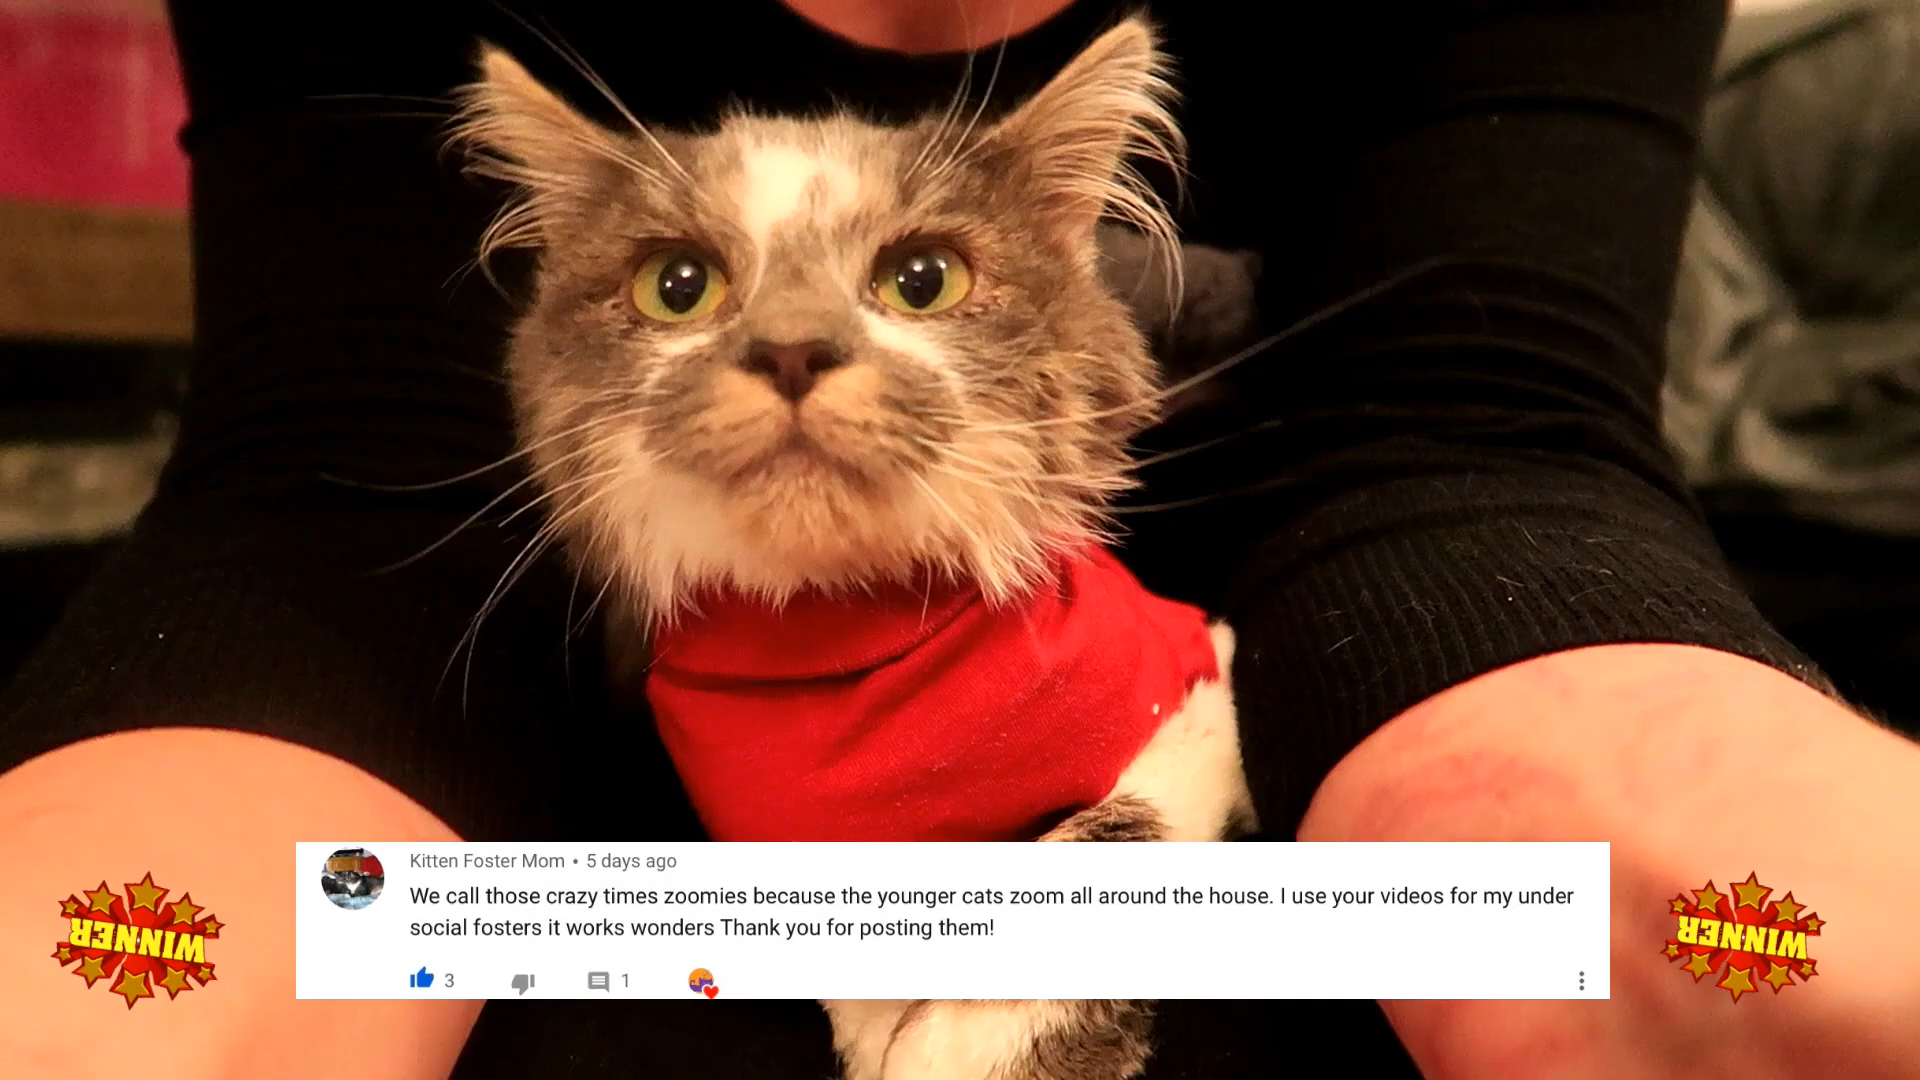 Kitten Foster Mom • 5 days ago
We call those crazy times zoomies because the younger cats zoom all around the house. I use your videos for my under
social fosters it works wonders Thank you for posting them!
3
1
WINNER
WINNER